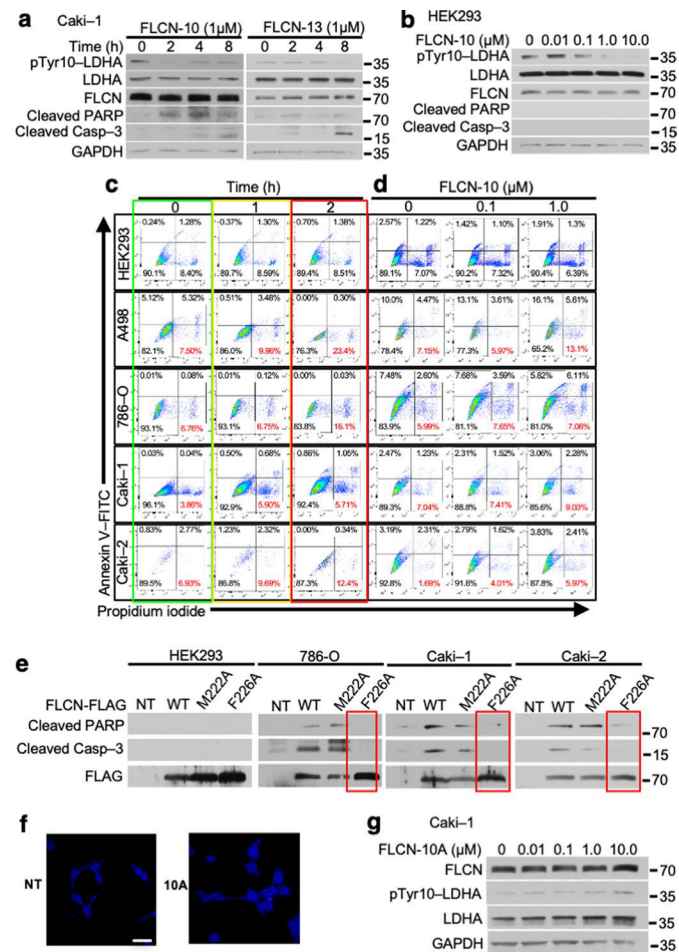 a Caki–1
FLCN-10 (1μM) FLCN-13 (1μM)
Time (h) 0 2 4 8 0 2 4 8
pTyr10–LDHA 35
LDHA 35
FLCN 70
Cleaved PARP 70
Cleaved Casp–3 15
GAPDH 35
b HEK293
FLCN-10 (μM) 0 0.01 0.1 1.0 10.0
pTyr10–LDHA 35
LDHA 35
FLCN 70
Cleaved PARP 70
Cleaved Casp–3 15
GAPDH 35
c Time (h) d FLCN-10 (μM)
0 1 2 0 0.1 1.0
HEK293
0.24% 1.28% 0.37% 1.30% 0.70% 1.38% 2.57% 1.22% 1.42% 1.10% 1.91% 1.3%
90.1% 8.40% 89.7% 8.59% 89.4% 8.51% 89.1% 7.07% 90.2% 7.32% 90.4% 6.39%
A498
5.12% 5.32% 0.51% 3.48% 0.00% 0.30% 10.0% 4.47% 13.1% 3.61% 16.1% 5.61%
82.1% 7.50% 86.0% 9.96% 76.3% 23.4% 78.4% 7.15% 77.3% 5.97% 65.2% 13.1%
786–O
0.01% 0.08% 0.01% 0.12% 0.00% 0.03% 7.48% 2.60% 7.68% 3.59% 5.82% 6.11%
93.1% 6.76% 93.1% 6.75% 83.8% 16.1% 83.9% 5.99% 81.1% 7.65% 81.0% 7.06%
Caki–1
0.03% 0.04% 0.50% 0.68% 0.86% 1.05% 2.47% 1.23% 2.31% 1.52% 3.06% 2.28%
96.1% 3.86% 92.9% 5.90% 92.4% 5.71% 89.3% 7.04% 88.8% 7.41% 85.6% 9.03%
Caki–2
0.83% 2.77% 1.23% 2.32% 0.00% 0.34% 3.19% 2.31% 2.79% 1.62% 3.83% 2.41%
89.5% 6.93% 86.8% 9.69% 87.3% 12.4% 92.8% 1.69% 91.8% 4.01% 87.8% 5.97%
Annexin V–FITC
Propidium iodide
e HEK293 786-O Caki–1 Caki–2
FLCN-FLAG NT WT M222A F226A NT WT M222A F226A NT WT M222A F226A NT WT M222A F226A
Cleaved PARP 70
Cleaved Casp–3 15
FLAG 70
f
NT 10A
g Caki–1
FLCN-10A (μM) 0 0.01 0.1 1.0 10.0
FLCN 70
pTyr10–LDHA 35
LDHA 35
GAPDH 35